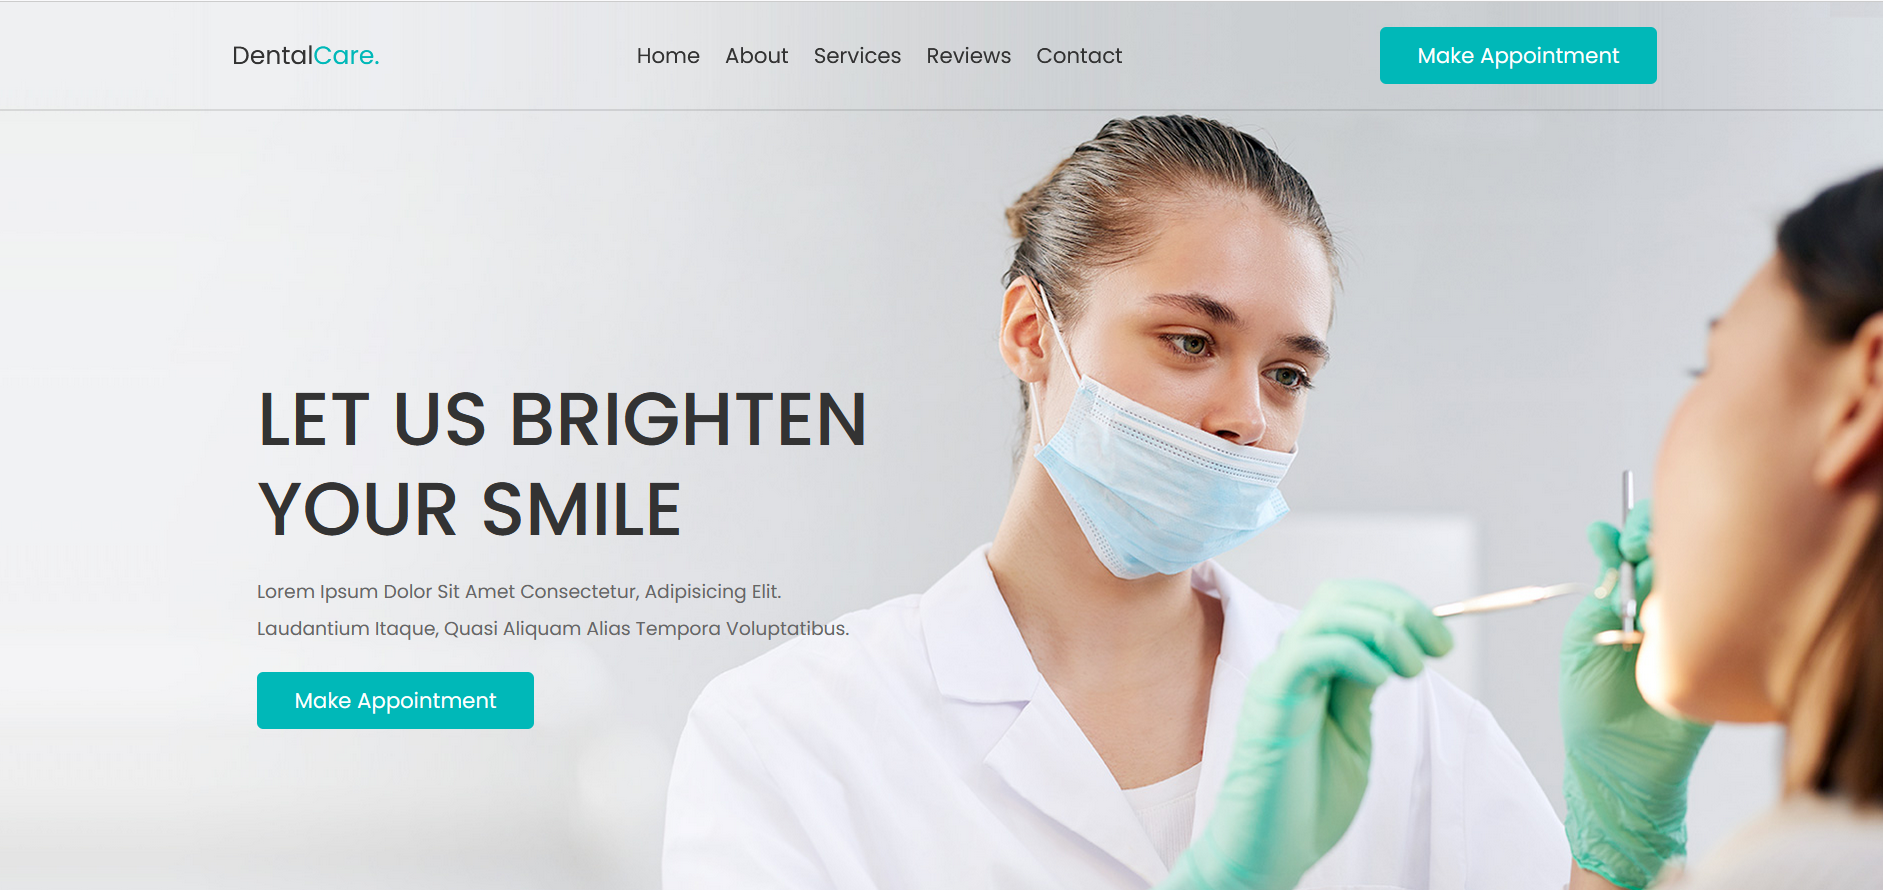 DentalCare.
Home About Services Reviews Contact
Make Appointment
LET US BRIGHTEN
YOUR SMILE
Lorem Ipsum Dolor Sit Amet Consectetur, Adipisicing Elit.
Laudantium Itaque, Quasi Aliquam Alias Tempora Voluptatibus.
Make Appointment